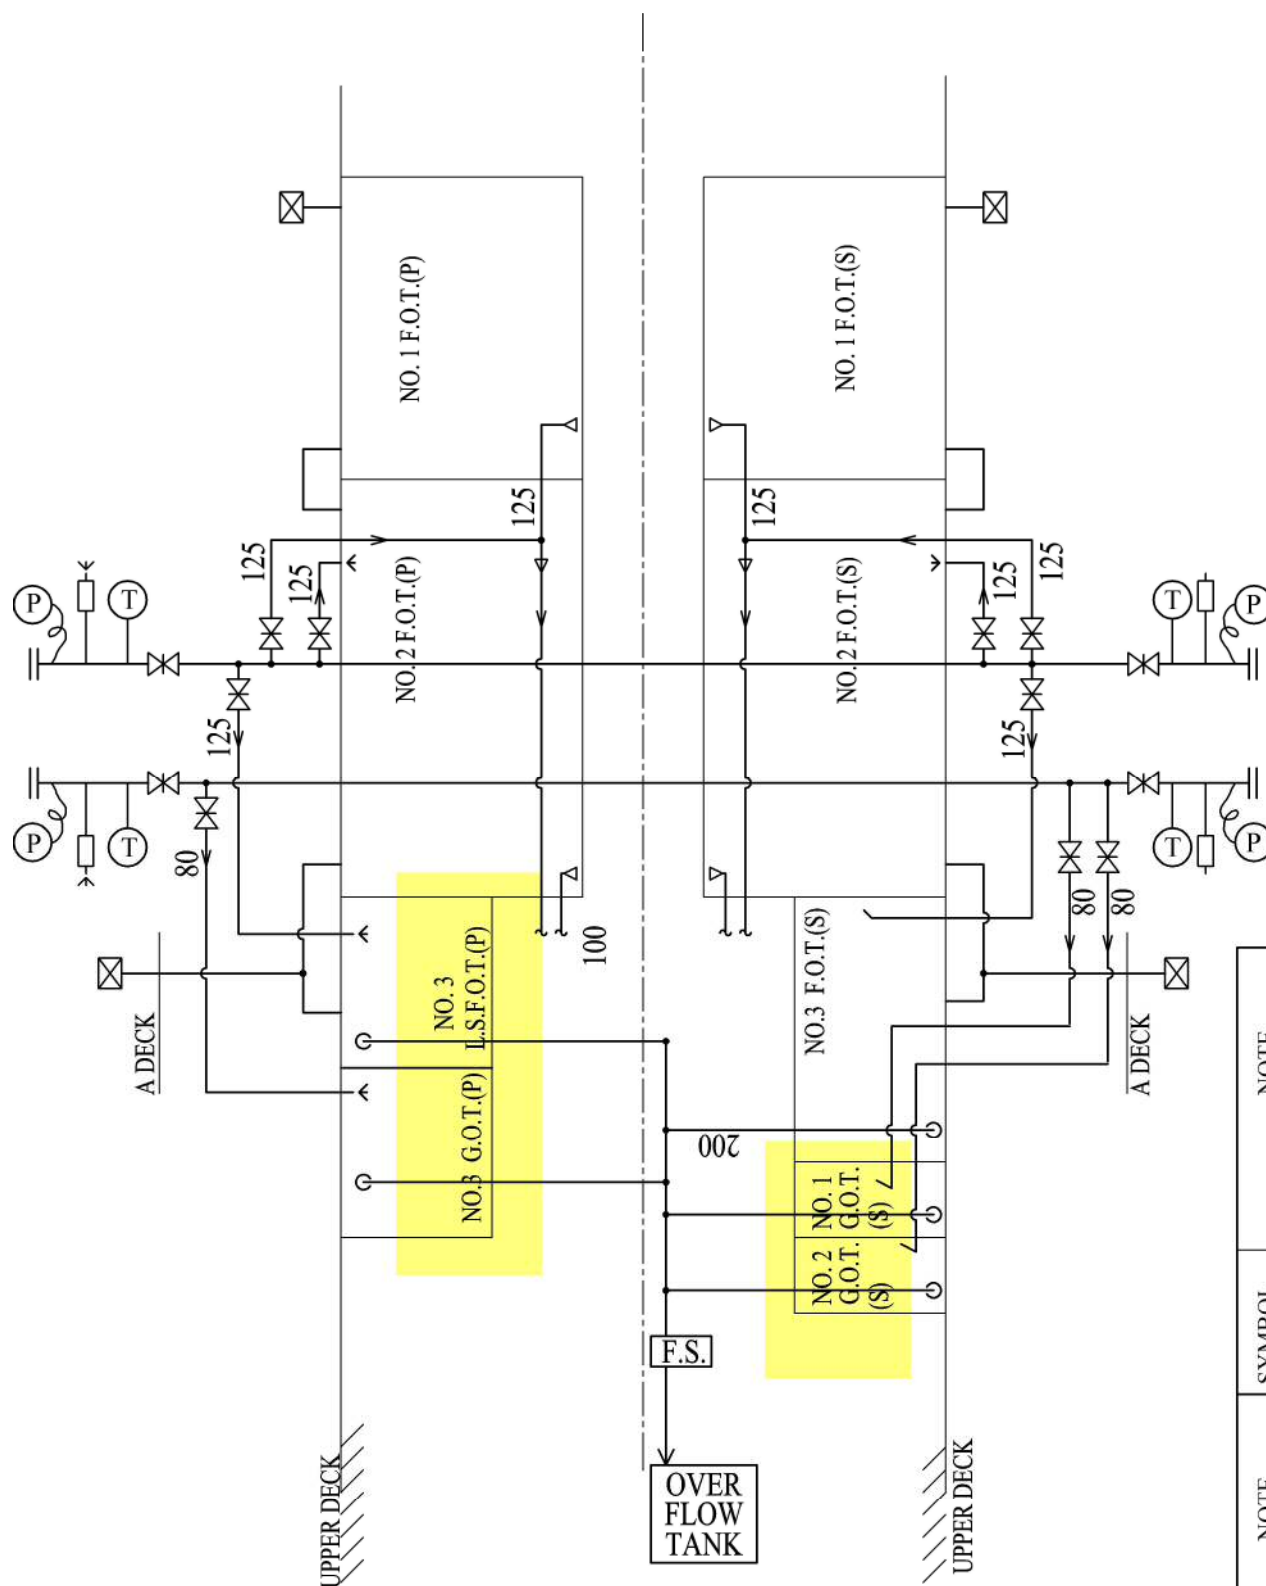 NO. 1 F.O.T.(P)
NO. 1 F.O.T.(S)
125
125
125
125
125
125
P
T
NO. 2 F.O.T.(P)
NO. 2 F.O.T.(S)
T
P
125
125
P
T
80
T
P
80
80
100
NO. 3
L.S.F.O.T.(P)
NO.3 F.O.T.(S)
A DECK
A DECK
NO.3 G.O.T.(P)
200
NO. 1
G.O.T.
(S)
NO. 2
G.O.T.
(S)
F.S.
OVER
FLOW
TANK
UPPER DECK
UPPER DECK
NOTE
SYMBOL
NOTE